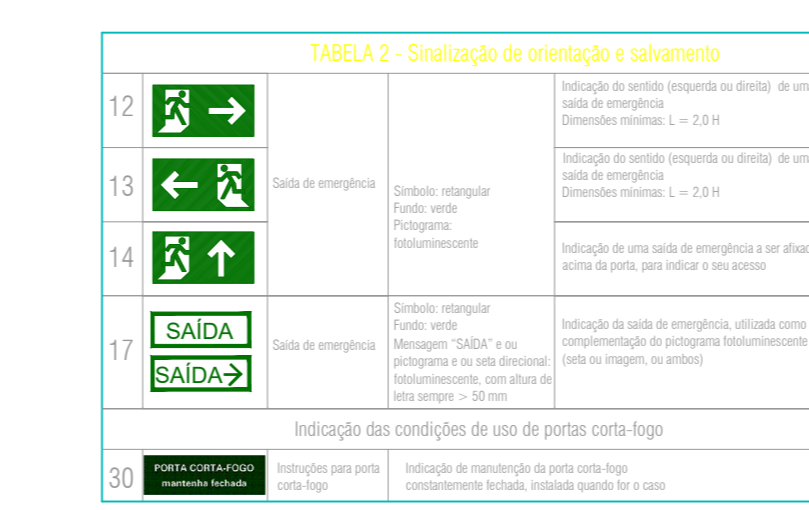 TABELA 2 - Sinalização de orientação e salvamento
12
Saída de emergência
Símbolo: retangular
Fundo: verde
Pictograma:
fotoluminescente
Indicação do sentido (esquerda ou direita) de
saída de emergência
Dimensões mínimas: L = 2,0 H
13
Indicação do sentido (esquerda ou direita) de
saída de emergência
Dimensões mínimas: L = 2,0 H
14
Indicação de uma saída de emergência a ser
acima da porta, para indicar o seu acesso
17
SAÍDA
SAÍDA→
Saída de emergência
Símbolo: retangular
Fundo: verde
Mensagem “SAÍDA” e ou
pictograma e ou seta direcional:
fotoluminescente, com altura de
letra sempre > 50 mm
Indicação da saída de emergência, utilizada como
complementação do pictograma fotoluminescente
(seta ou imagem, ou ambos)
Indicação das condições de uso de portas corta-fogo
30
PORTA CORTA-FOGO
mantenha fechada
Instruções para porta
corta-fogo
Indicação de manutenção da porta corta-fogo
constantemente fechada, instalada quando for o caso